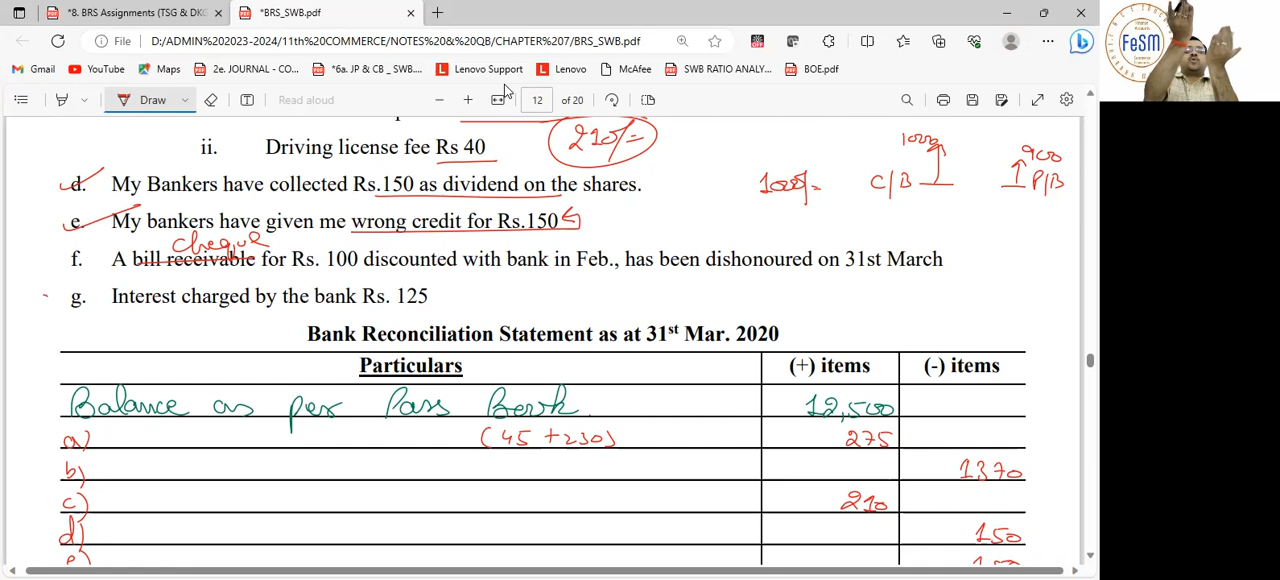 *8. BRS Assignments (TSG & DKG
*BRS_SWB.pdf
File D:/ADMIN%202023-2024/11th%20COMMERCE/NOTES%20&%20QB/CHAPTER%207/BRS_SWB.pdf
Gmail YouTube Maps 2e. JOURNAL - CO... *6a. JP & CB _SWB.... Lenovo Support Lenovo McAfee SWB RATIO ANALY... BOE.pdf
Draw Read aloud 12 of 20
FeSM
ii. Driving license fee Rs 40
210/=
1000/=
1000
C/B
900
P/B
d. My Bankers have collected Rs.150 as dividend on the shares.
e. My bankers have given me wrong credit for Rs.150
cheque
f. A bill receivable for Rs. 100 discounted with bank in Feb., has been dishonoured on 31st March
g. Interest charged by the bank Rs. 125
Bank Reconciliation Statement as at 31st Mar. 2020
Particulars (+) items (-) items
Balance as per Pass Book 12,500
a) (45 + 230) 275
b) 1370
c) 210
d) 150
e)